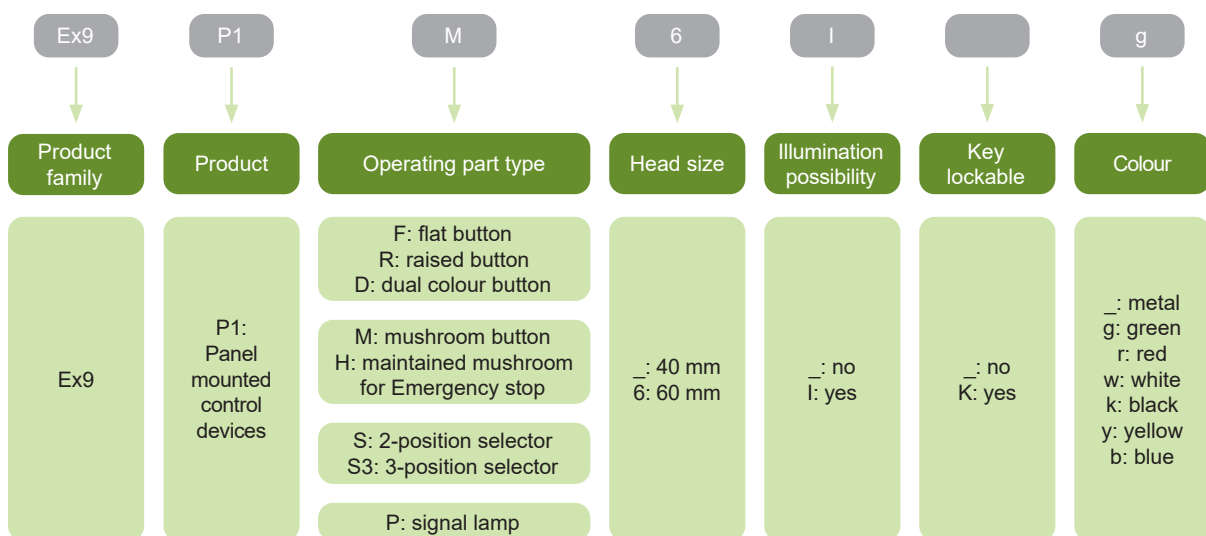 Ex9
P1
M
6
I
g
Product
family
Product
Operating part type
Head size
Illumination
possibility
Key
lockable
Colour
Ex9
P1:
Panel
mounted
control
devices
F: flat button
R: raised button
D: dual colour button
M: mushroom button
H: maintained mushroom
for Emergency stop
S: 2-position selector
S3: 3-position selector
P: signal lamp
_: 40 mm
6: 60 mm
_: no
I: yes
_: no
K: yes
_: metal
g: green
r: red
w: white
k: black
y: yellow
b: blue